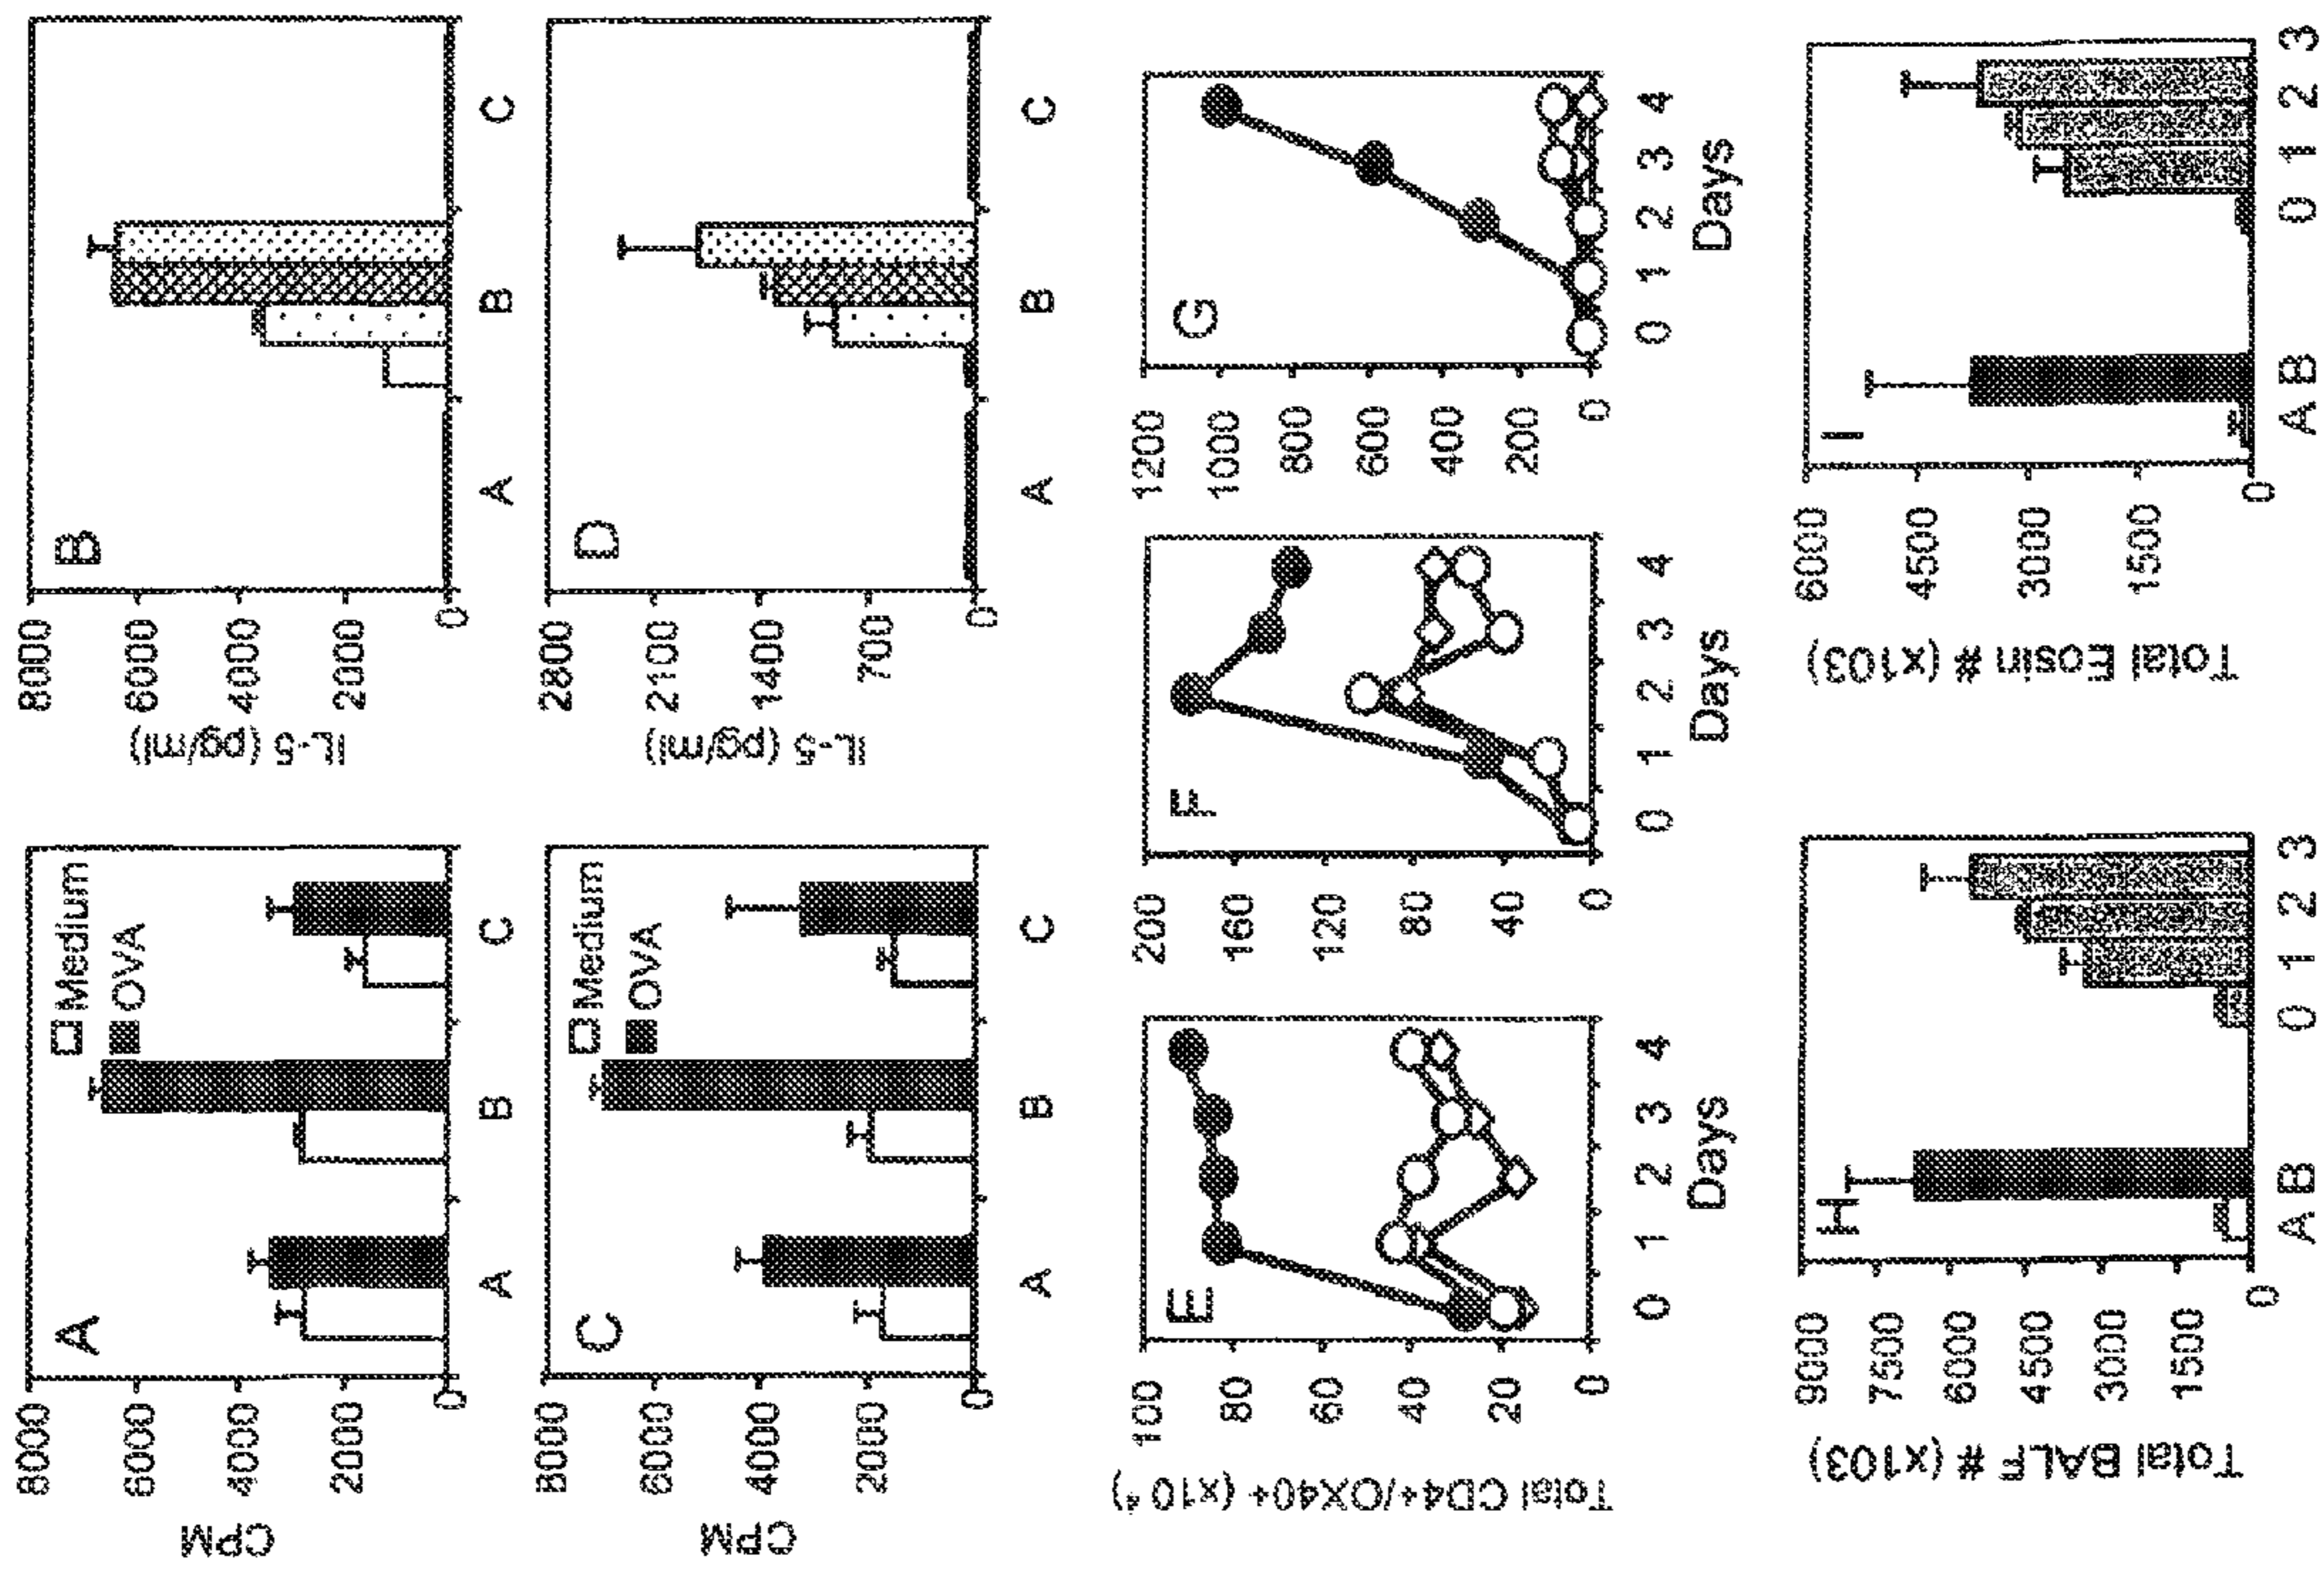 A
CPM
8000
6000
4000
2000
0
Medium
OVA
A B C
B
IL-5 (pg/ml)
8000
6000
4000
2000
0
A B C
C
CPM
8000
6000
4000
2000
0
Medium
OVA
A B C
D
IL-5 (pg/ml)
2800
2100
1400
700
0
A B C
E
Total CD4+/OX40+ (x10⁴)
100
80
60
40
20
0
0 1 2 3 4
Days
F
200
160
120
80
40
0
0 1 2 3 4
Days
G
1200
1000
800
600
400
200
0
0 1 2 3 4
Days
H
Total BALF # (x103)
9000
7500
6000
4500
3000
1500
0
A B 0 1 2 3
I
Total Eosin # (x103)
6000
4500
3000
1500
0
A B 0 1 2 3